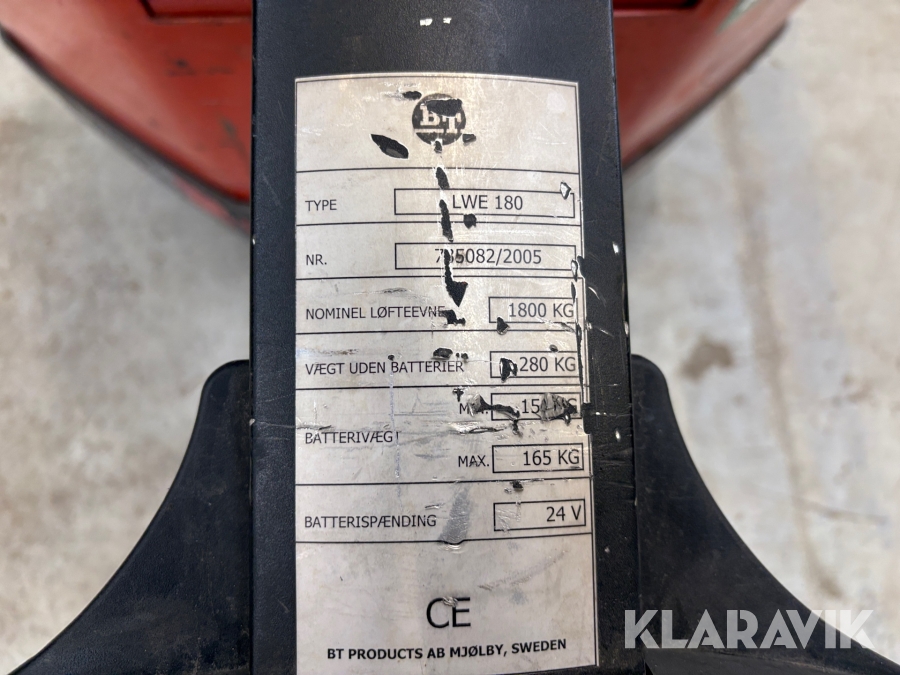 BT
TYPE LWE 180
NR. 5082/2005
NOMINEL LØFTEEVNE 1800 KG
VÆGT UDEN BATTERIER 280 KG
BATTERIVÆGT
MAX. 165 KG
BATTERISPÆNDING 24 V
CE
BT PRODUCTS AB MJØLBY, SWEDEN
KLARAVIK